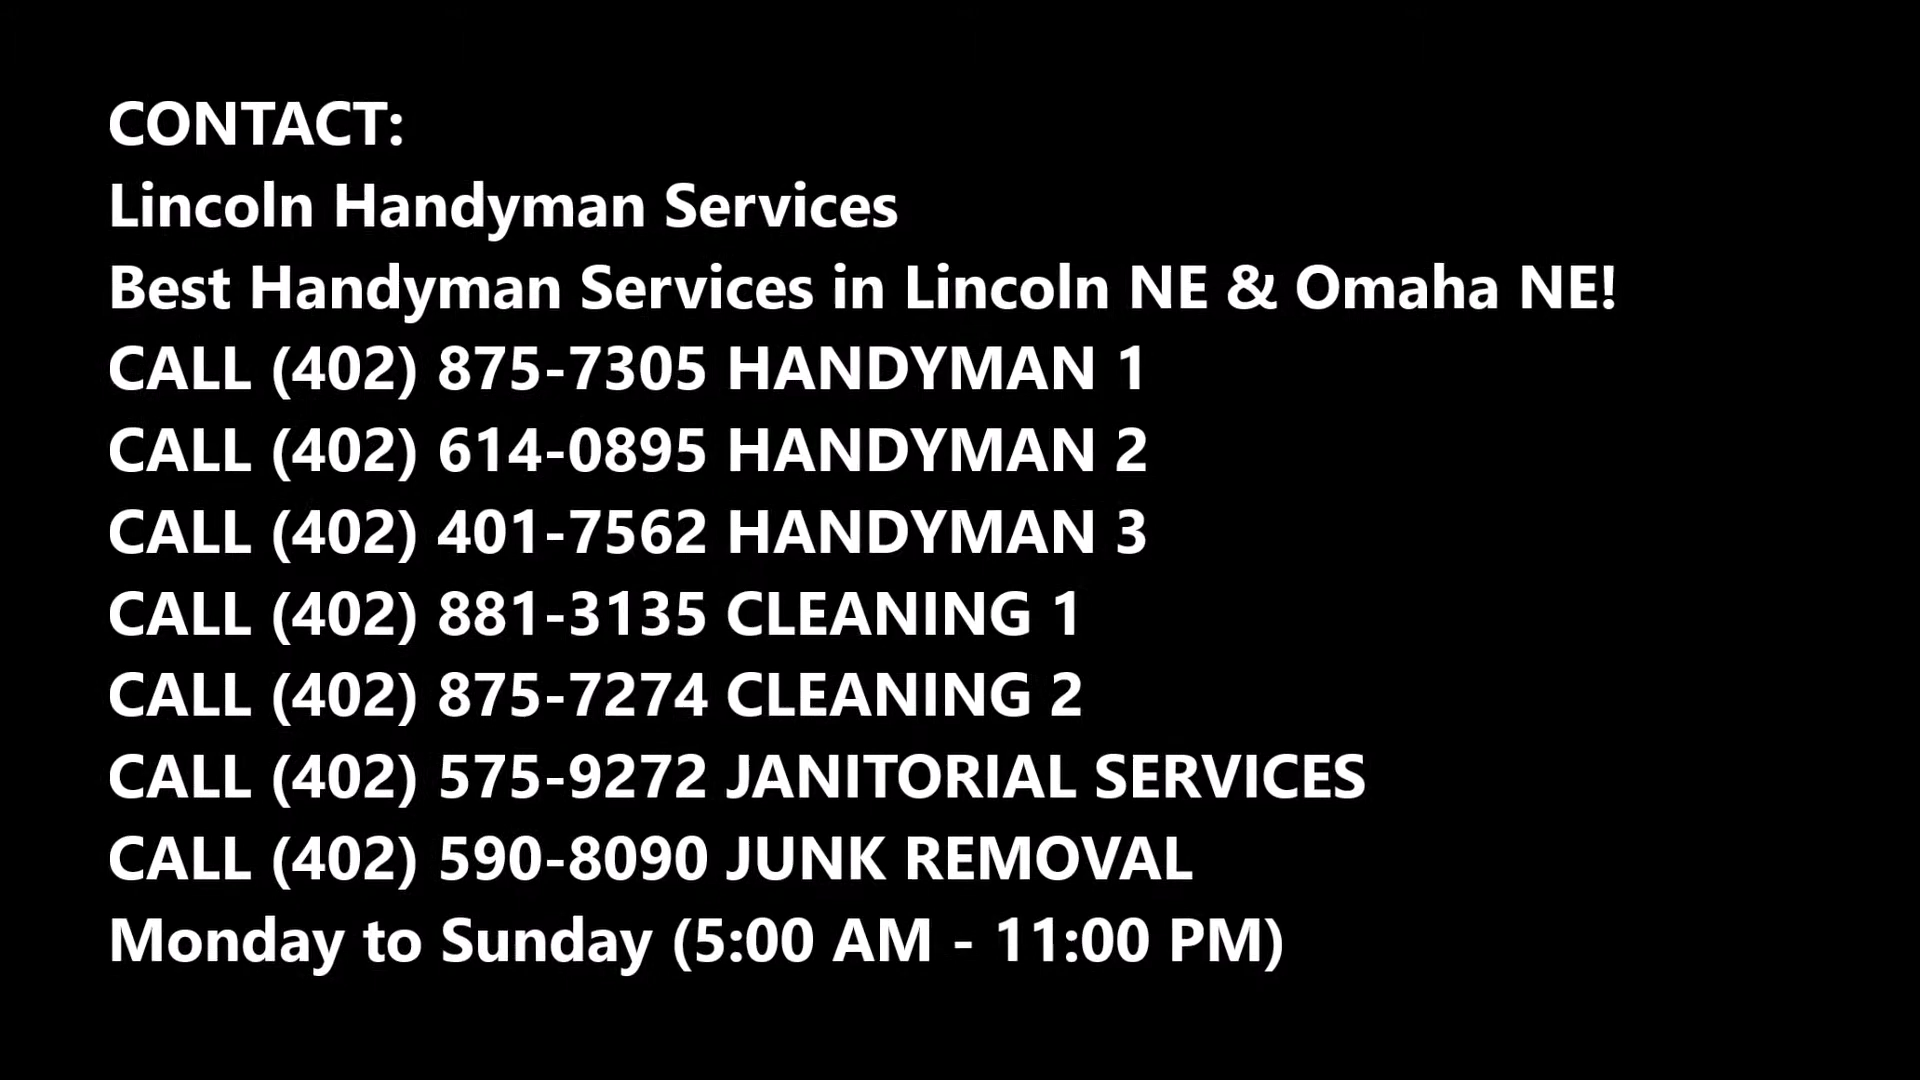 CONTACT:
Lincoln Handyman Services
Best Handyman Services in Lincoln NE & Omaha NE!
CALL (402) 875-7305 HANDYMAN 1
CALL (402) 614-0895 HANDYMAN 2
CALL (402) 401-7562 HANDYMAN 3
CALL (402) 881-3135 CLEANING 1
CALL (402) 875-7274 CLEANING 2
CALL (402) 575-9272 JANITORIAL SERVICES
CALL (402) 590-8090 JUNK REMOVAL
Monday to Sunday (5:00 AM - 11:00 PM)